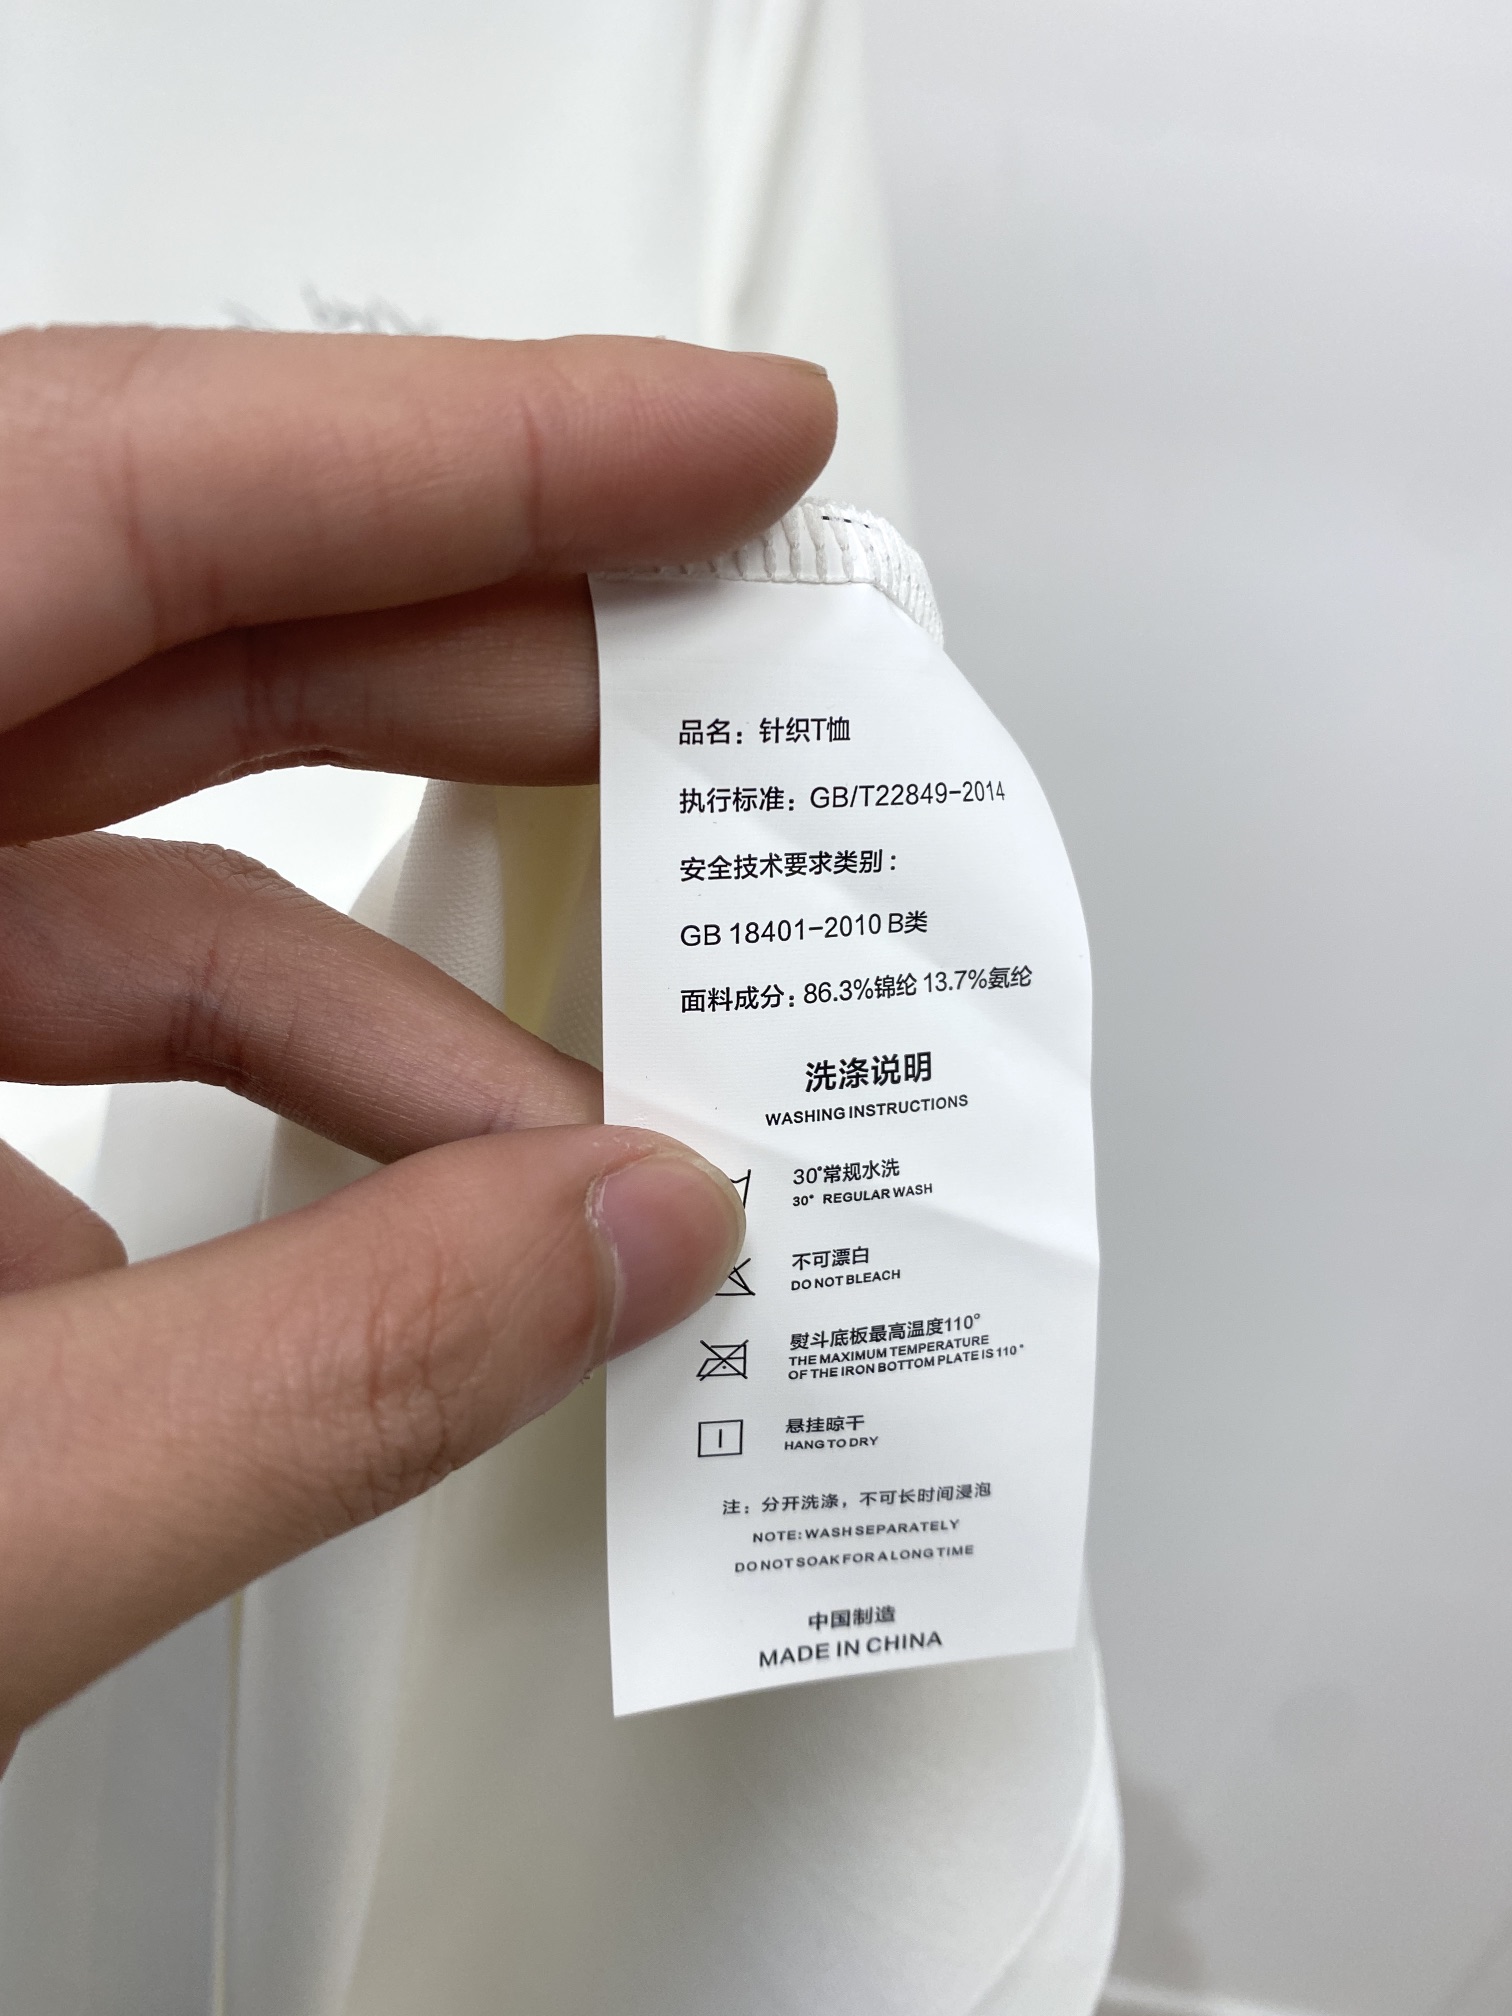 品名：针织T恤
执行标准：GB/T22849-2014
安全技术要求类别：
GB 18401-2010 B类
面料成分：86.3%锦纶 13.7%氨纶
洗涤说明
WASHING INSTRUCTIONS
30°常规水洗
30° REGULAR WASH
不可漂白
DO NOT BLEACH
熨斗底板最高温度110°
THE MAXIMUM TEMPERATURE
OF THE IRON BOTTOM PLATE IS 110°
悬挂晾干
HANG TO DRY
注：分开洗涤，不可长时间浸泡
NOTE: WASH SEPARATELY
DO NOT SOAK FOR A LONG TIME
中国制造
MADE IN CHINA